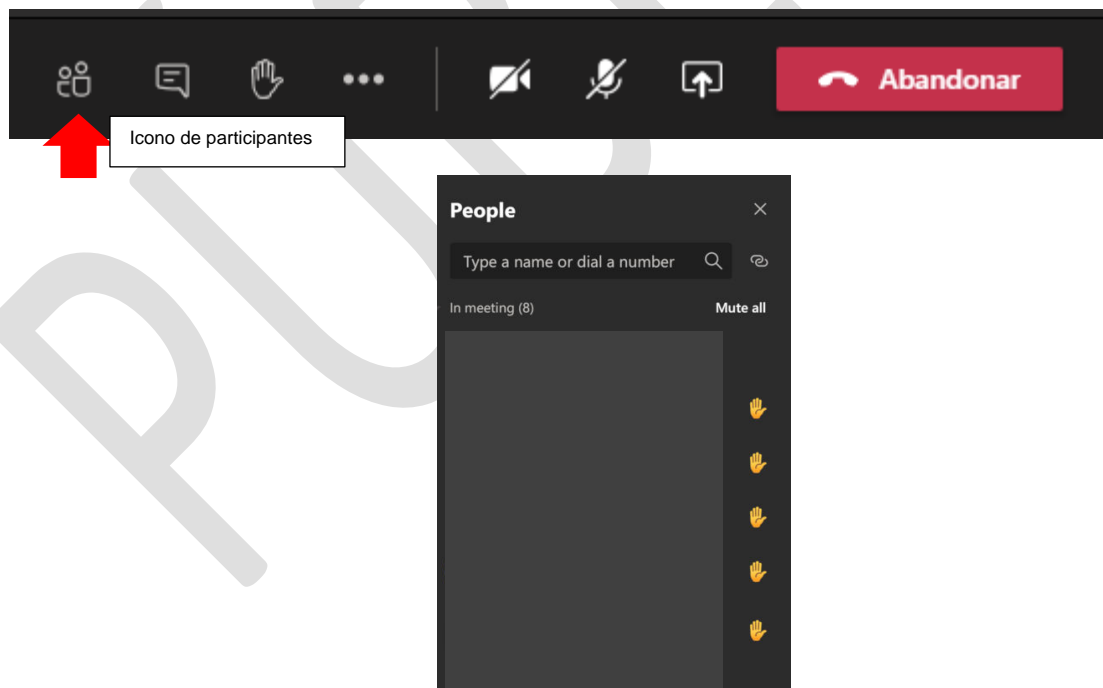 Abandonar
Icono de participantes
People
Type a name or dial a number
In meeting (8) Mute all